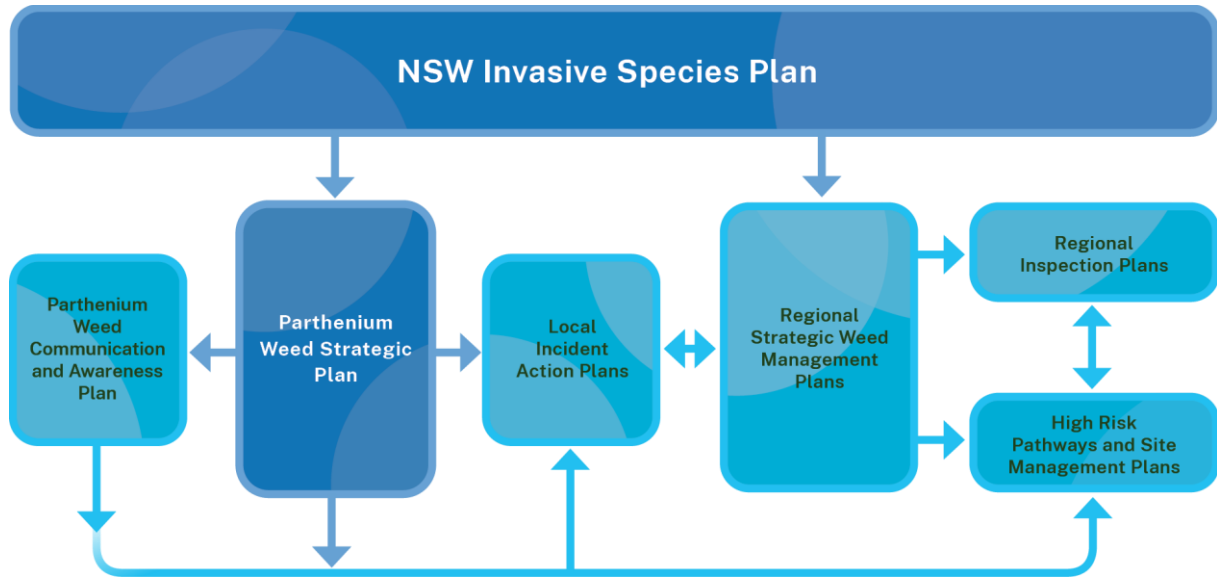 NSW Invasive Species Plan
Parthenium
Weed
Communication
and Awareness
Plan
Parthenium
Weed Strategic
Plan
Local
Incident
Action Plans
Regional
Strategic Weed
Management
Plans
Regional
Inspection Plans
High Risk
Pathways and Site
Management Plans